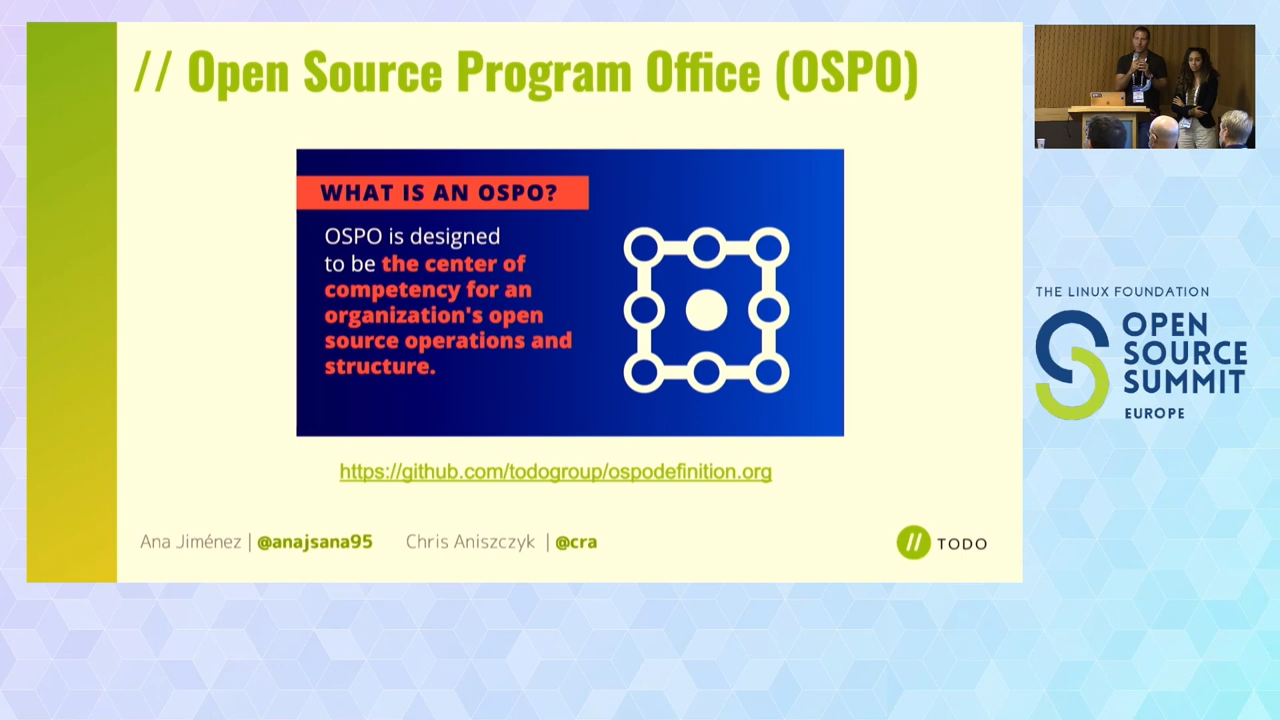 // Open Source Program Office (OSPO)
WHAT IS AN OSPO?
OSPO is designed
to be the center of
competency for an
organization's open
source operations and
structure.
https://github.com/todogroup/ospodefinition.org
Ana Jiménez | @anajsana95 Chris Aniszczyk | @cra
// TODO
THE LINUX FOUNDATION
OPEN
SOURCE
SUMMIT
EUROPE